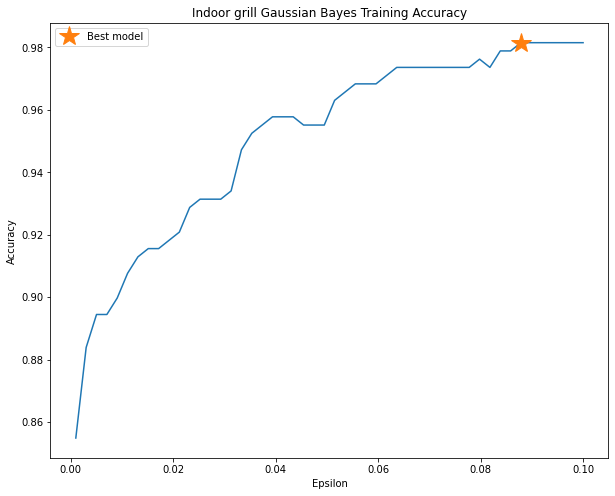 Indoor grill Gaussian Bayes Training Accuracy
Best model
0.98
0.96
0.94
0.92
0.90
0.88
0.86
Accuracy
0.00 0.02 0.04 0.06 0.08 0.10
Epsilon